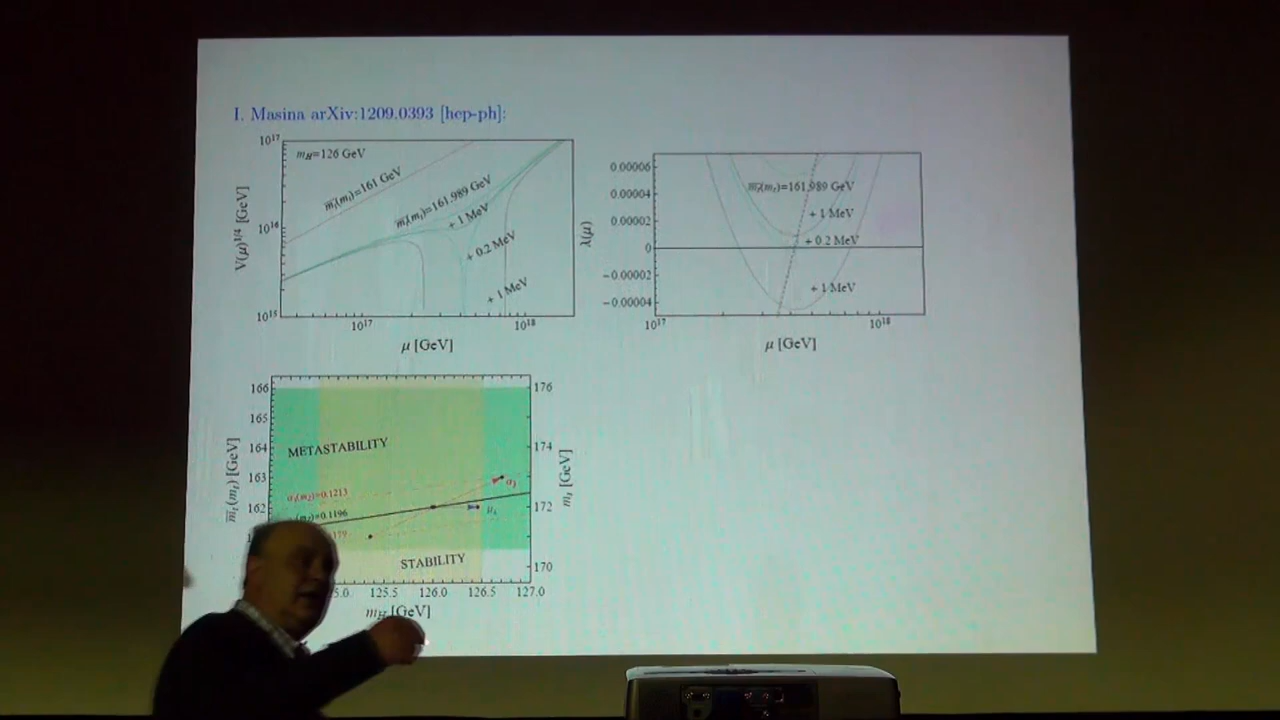 I. Masina arXiv:1209.0393 [hep-ph]:
10^17
10^16
10^15
V(μ)^1/4 [GeV]
m_H=126 GeV
m̅_t(m_t)=161 GeV
m̅_t(m_t)=161.989 GeV
+ 1 MeV
+ 0.2 MeV
+ 1 MeV
10^17
10^18
μ [GeV]
λ(μ)
0.00006
0.00004
0.00002
0
−0.00002
−0.00004
m̅_t(m_t)=161.989 GeV
+ 1 MeV
+ 0.2 MeV
+ 1 MeV
10^17
10^18
μ [GeV]
m̅_t(m_t) [GeV]
166
165
164
163
162
METASTABILITY
α_3(m_Z)=0.1213
0.1196
STABILITY
α_3
μ_λ
176
174
172
170
m_t [GeV]
125.5
126.0
126.5
127.0
m_H [GeV]